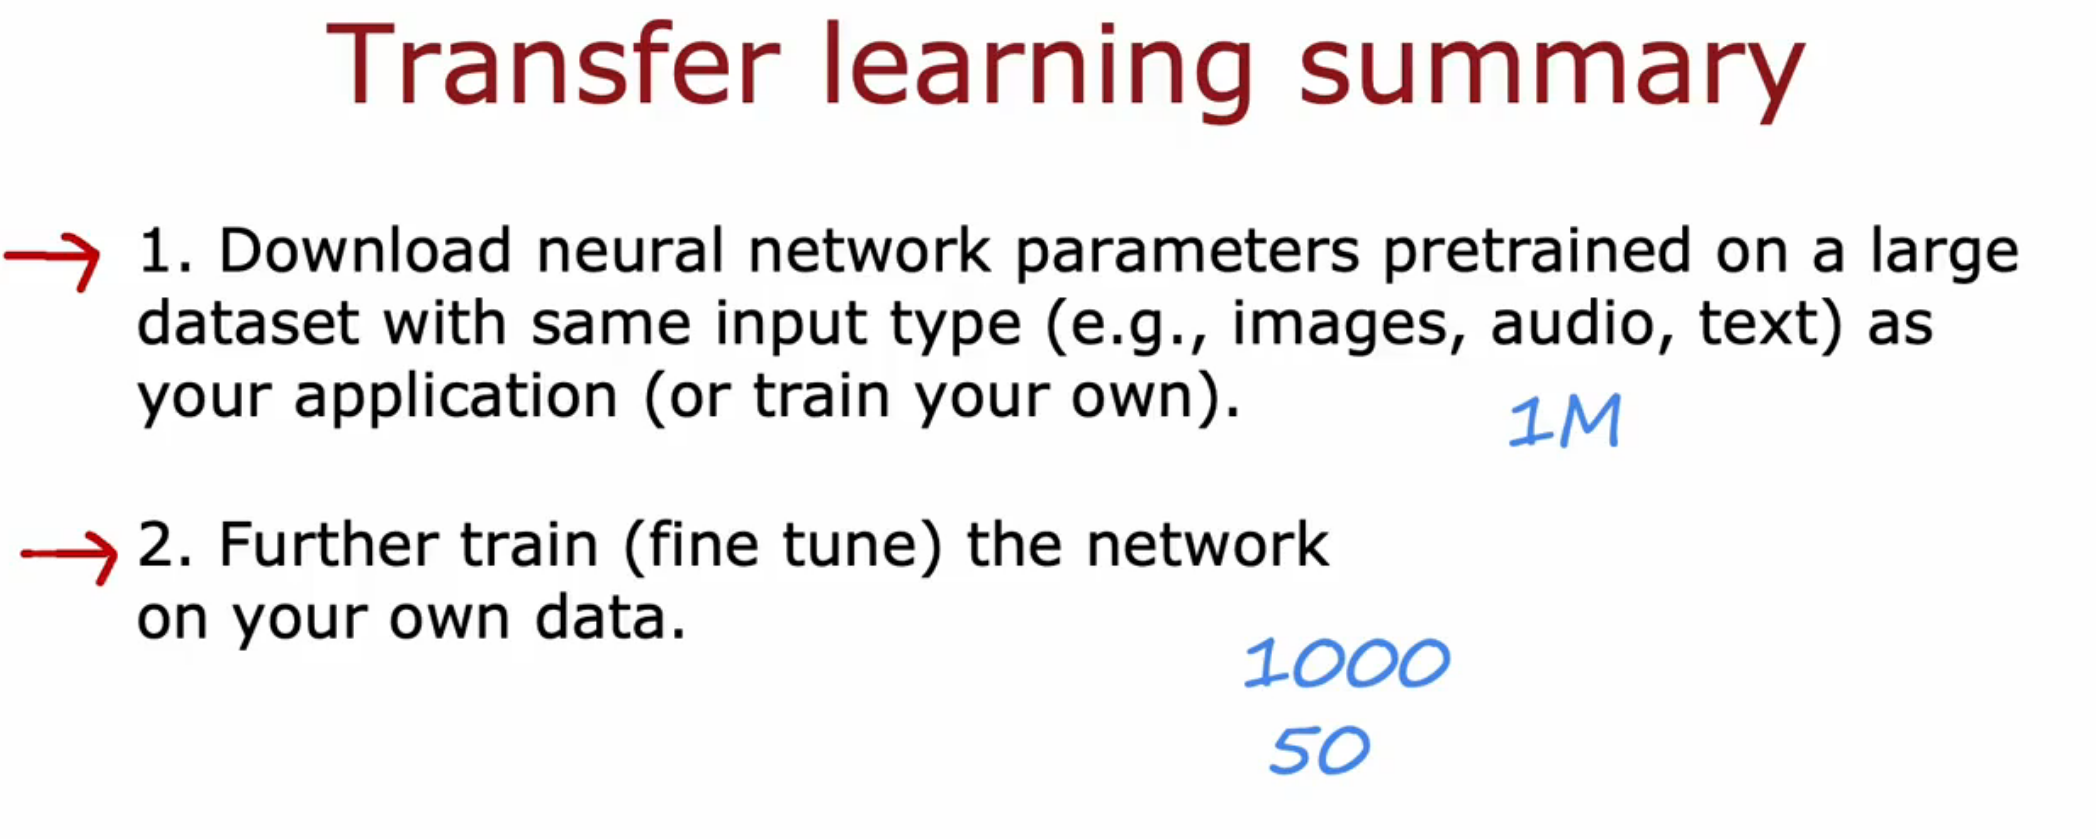 Transfer learning summary
1. Download neural network parameters pretrained on a large
dataset with same input type (e.g., images, audio, text) as
your application (or train your own).
1M
2. Further train (fine tune) the network
on your own data.
1000
50